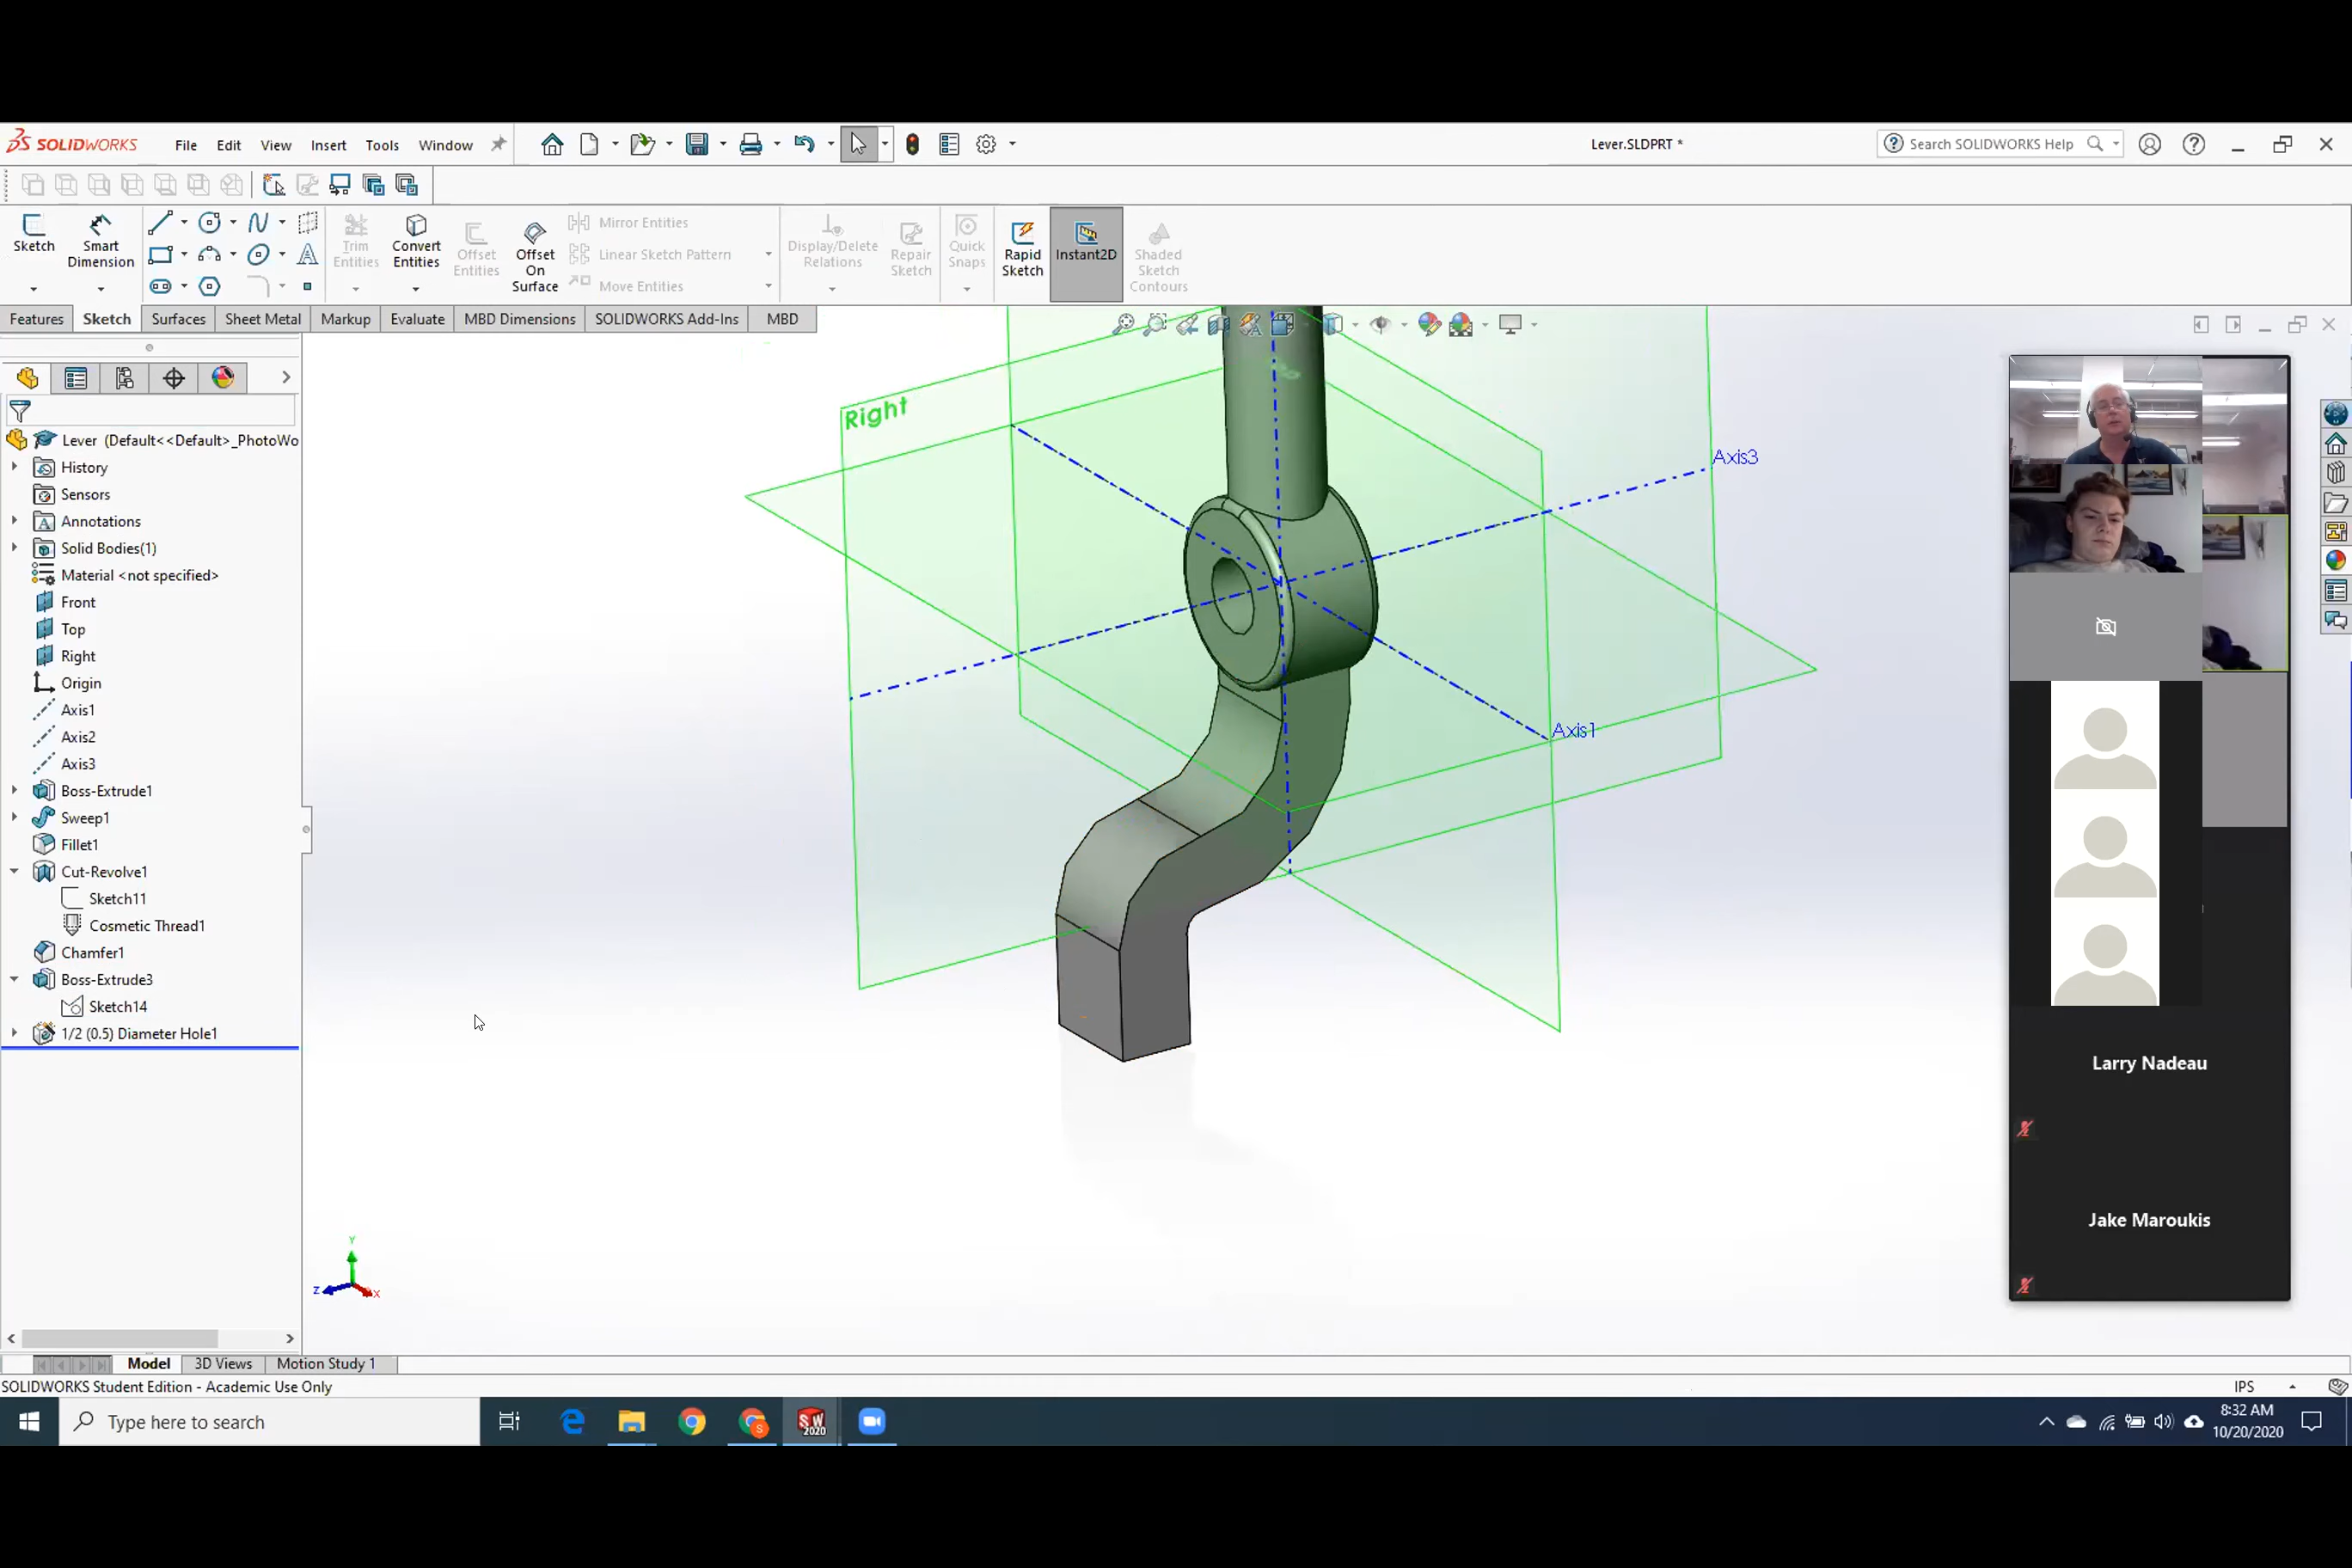 SOLIDWORKS File Edit View Insert Tools Window Lever.SLDPRT * Search SOLIDWORKS Help
Sketch Smart Dimension Trim Entities Convert Entities Offset Entities Offset On Surface Mirror Entities Linear Sketch Pattern Move Entities Display/Delete Relations Repair Sketch Quick Snaps Rapid Sketch Instant2D Shaded Sketch Contours
Features Sketch Surfaces Sheet Metal Markup Evaluate MBD Dimensions SOLIDWORKS Add-Ins MBD
Right
Axis3
Axis1
Lever (Default<<Default>_PhotoWo
History
Sensors
Annotations
Solid Bodies(1)
Material <not specified>
Front
Top
Right
Origin
Axis1
Axis2
Axis3
Boss-Extrude1
Sweep1
Fillet1
Cut-Revolve1
Sketch11
Cosmetic Thread1
Chamfer1
Boss-Extrude3
Sketch14
1/2 (0.5) Diameter Hole1
Y
Z
X
Larry Nadeau
Jake Maroukis
Model 3D Views Motion Study 1
SOLIDWORKS Student Edition - Academic Use Only IPS
Type here to search
SW 2020
S
8:32 AM
10/20/2020